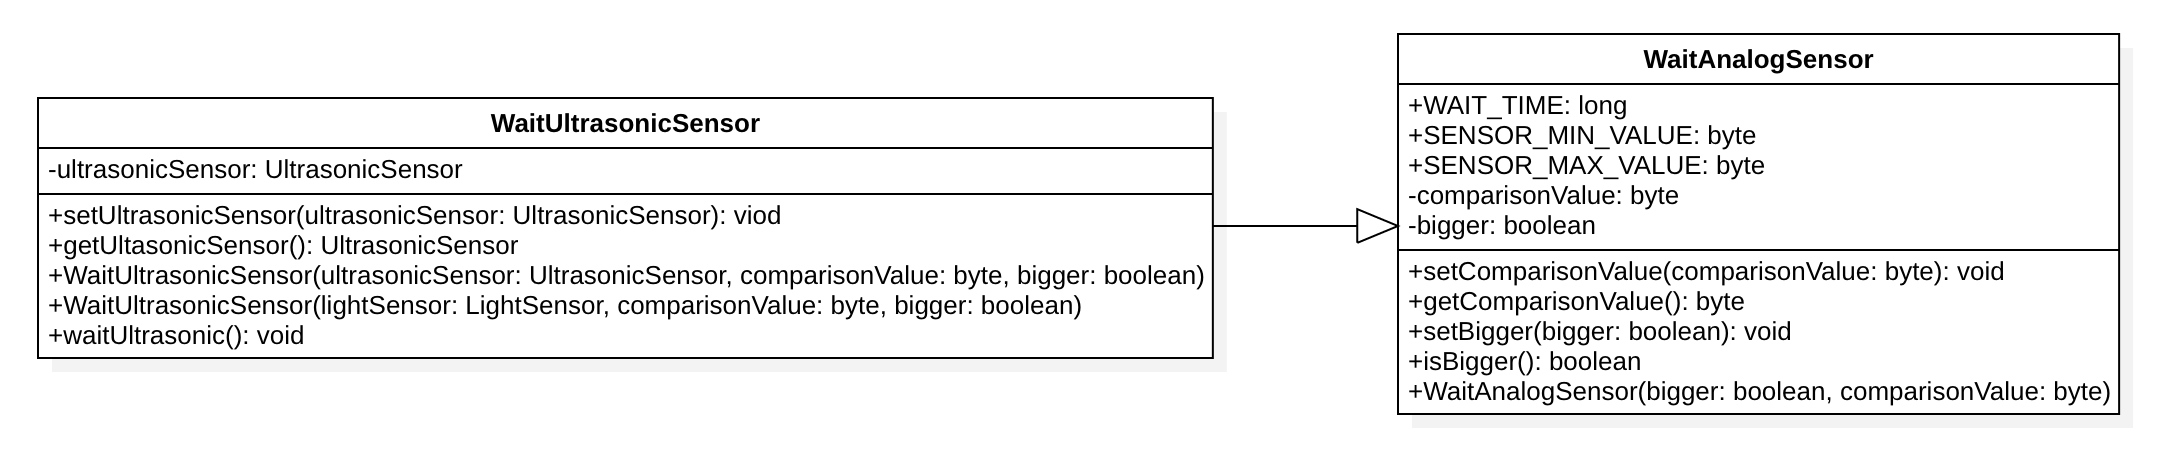 WaitUltrasonicSensor
-ultrasonicSensor: UltrasonicSensor
+setUltrasonicSensor(ultrasonicSensor: UltrasonicSensor): viod
+getUltasonicSensor(): UltrasonicSensor
+WaitUltrasonicSensor(ultrasonicSensor: UltrasonicSensor, comparisonValue: byte, bigger: boolean)
+WaitUltrasonicSensor(lightSensor: LightSensor, comparisonValue: byte, bigger: boolean)
+waitUltrasonic(): void
WaitAnalogSensor
+WAIT_TIME: long
+SENSOR_MIN_VALUE: byte
+SENSOR_MAX_VALUE: byte
-comparisonValue: byte
-bigger: boolean
+setComparisonValue(comparisonValue: byte): void
+getComparisonValue(): byte
+setBigger(bigger: boolean): void
+isBigger(): boolean
+WaitAnalogSensor(bigger: boolean, comparisonValue: byte)